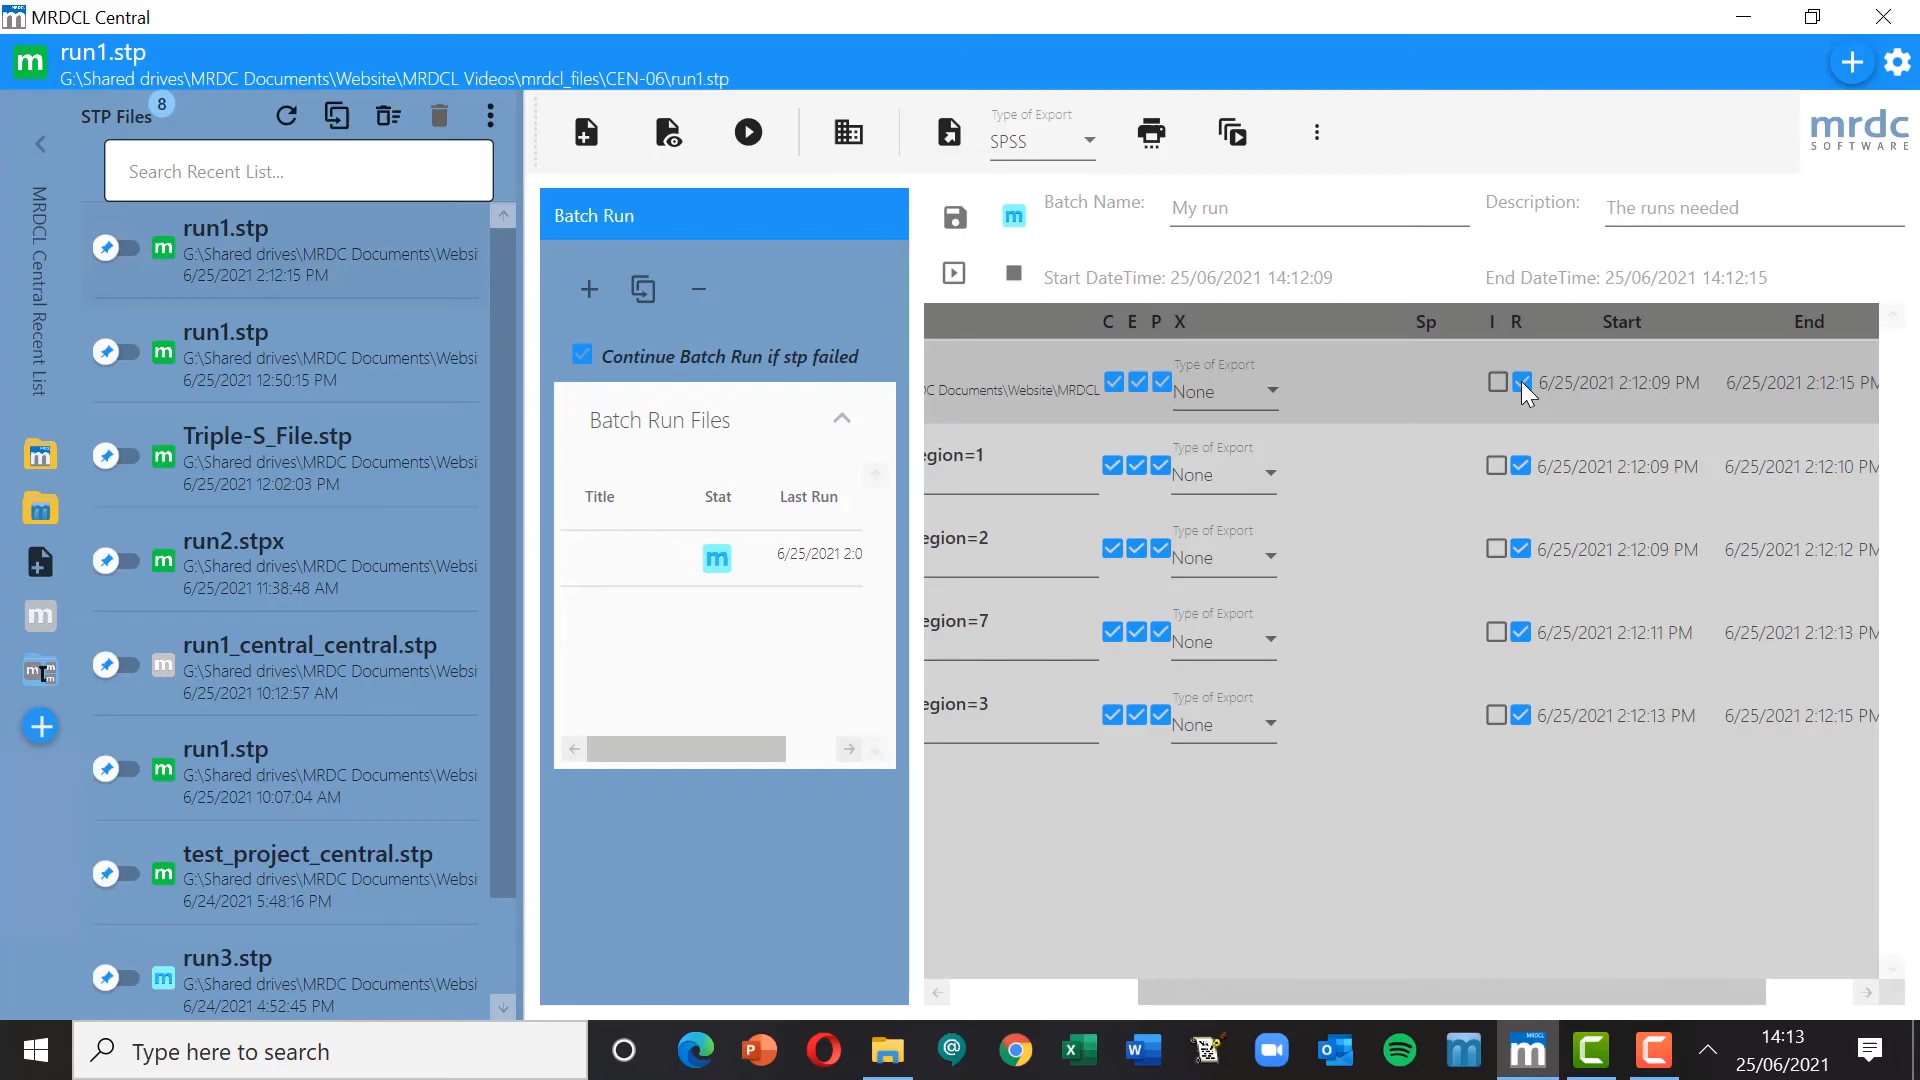 MRDCL Central
run1.stp
G:\Shared drives\MRDC Documents\Website\MRDCL Videos\mrdcl_files\CEN-06\run1.stp
STP Files
8
Type of Export
SPSS
mrdc
SOFTWARE
Search Recent List...
MRDCL Central Recent List
run1.stp
G:\Shared drives\MRDC Documents\Websi
6/25/2021 2:12:15 PM
run1.stp
G:\Shared drives\MRDC Documents\Websi
6/25/2021 12:50:15 PM
Triple-S_File.stp
G:\Shared drives\MRDC Documents\Websi
6/25/2021 12:02:03 PM
run2.stpx
G:\Shared drives\MRDC Documents\Websi
6/25/2021 11:38:48 AM
run1_central_central.stp
G:\Shared drives\MRDC Documents\Websi
6/25/2021 10:12:57 AM
run1.stp
G:\Shared drives\MRDC Documents\Websi
6/25/2021 10:07:04 AM
test_project_central.stp
G:\Shared drives\MRDC Documents\Websi
6/24/2021 5:48:16 PM
run3.stp
G:\Shared drives\MRDC Documents\Websi
6/24/2021 4:52:45 PM
Batch Run
Continue Batch Run if stp failed
Batch Run Files
Title Stat Last Run
6/25/2021 2:0
Batch Name: My run Description: The runs needed
Start DateTime: 25/06/2021 14:12:09 End DateTime: 25/06/2021 14:12:15
C E P X Sp I R Start End
Type of Export
DC Documents\Website\MRDCL None 6/25/2021 2:12:09 PM 6/25/2021 2:12:15 PM
Type of Export
egion=1 None 6/25/2021 2:12:09 PM 6/25/2021 2:12:10 PM
Type of Export
egion=2 None 6/25/2021 2:12:09 PM 6/25/2021 2:12:12 PM
Type of Export
egion=7 None 6/25/2021 2:12:11 PM 6/25/2021 2:12:13 PM
Type of Export
egion=3 None 6/25/2021 2:12:13 PM 6/25/2021 2:12:15 PM
Type here to search
14:13
25/06/2021